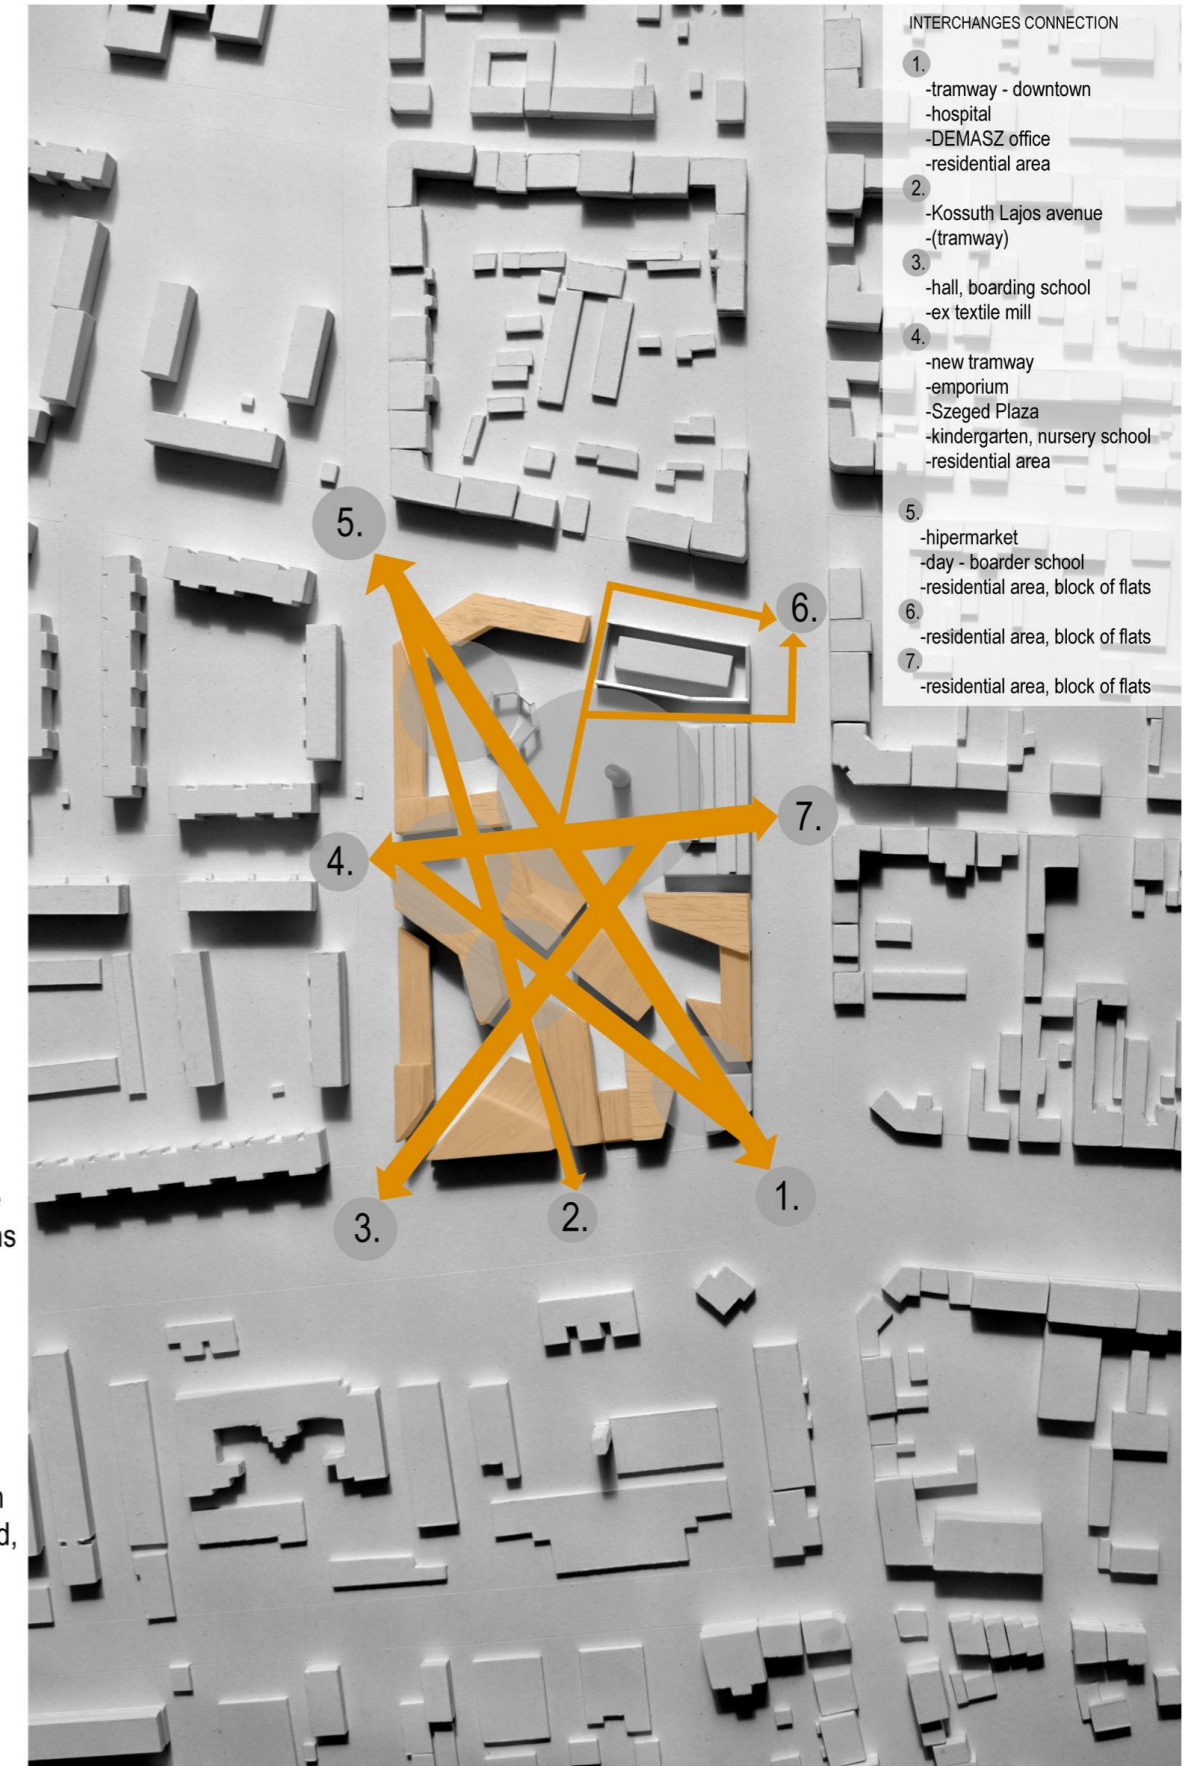 INTERCHANGES CONNECTION
1.
-tramway - downtown
-hospital
-DEMASZ office
-residential area
2.
-Kossuth Lajos avenue
-(tramway)
3.
-hall, boarding school
-ex textile mill
4.
-new tramway
-emporium
-Szeged Plaza
-kindergarten, nursery school
-residential area
5.
-hipermarket
-day - boarder school
-residential area, block of flats
6.
-residential area, block of flats
7.
-residential area, block of flats
5.
6.
7.
4.
1.
2.
3.